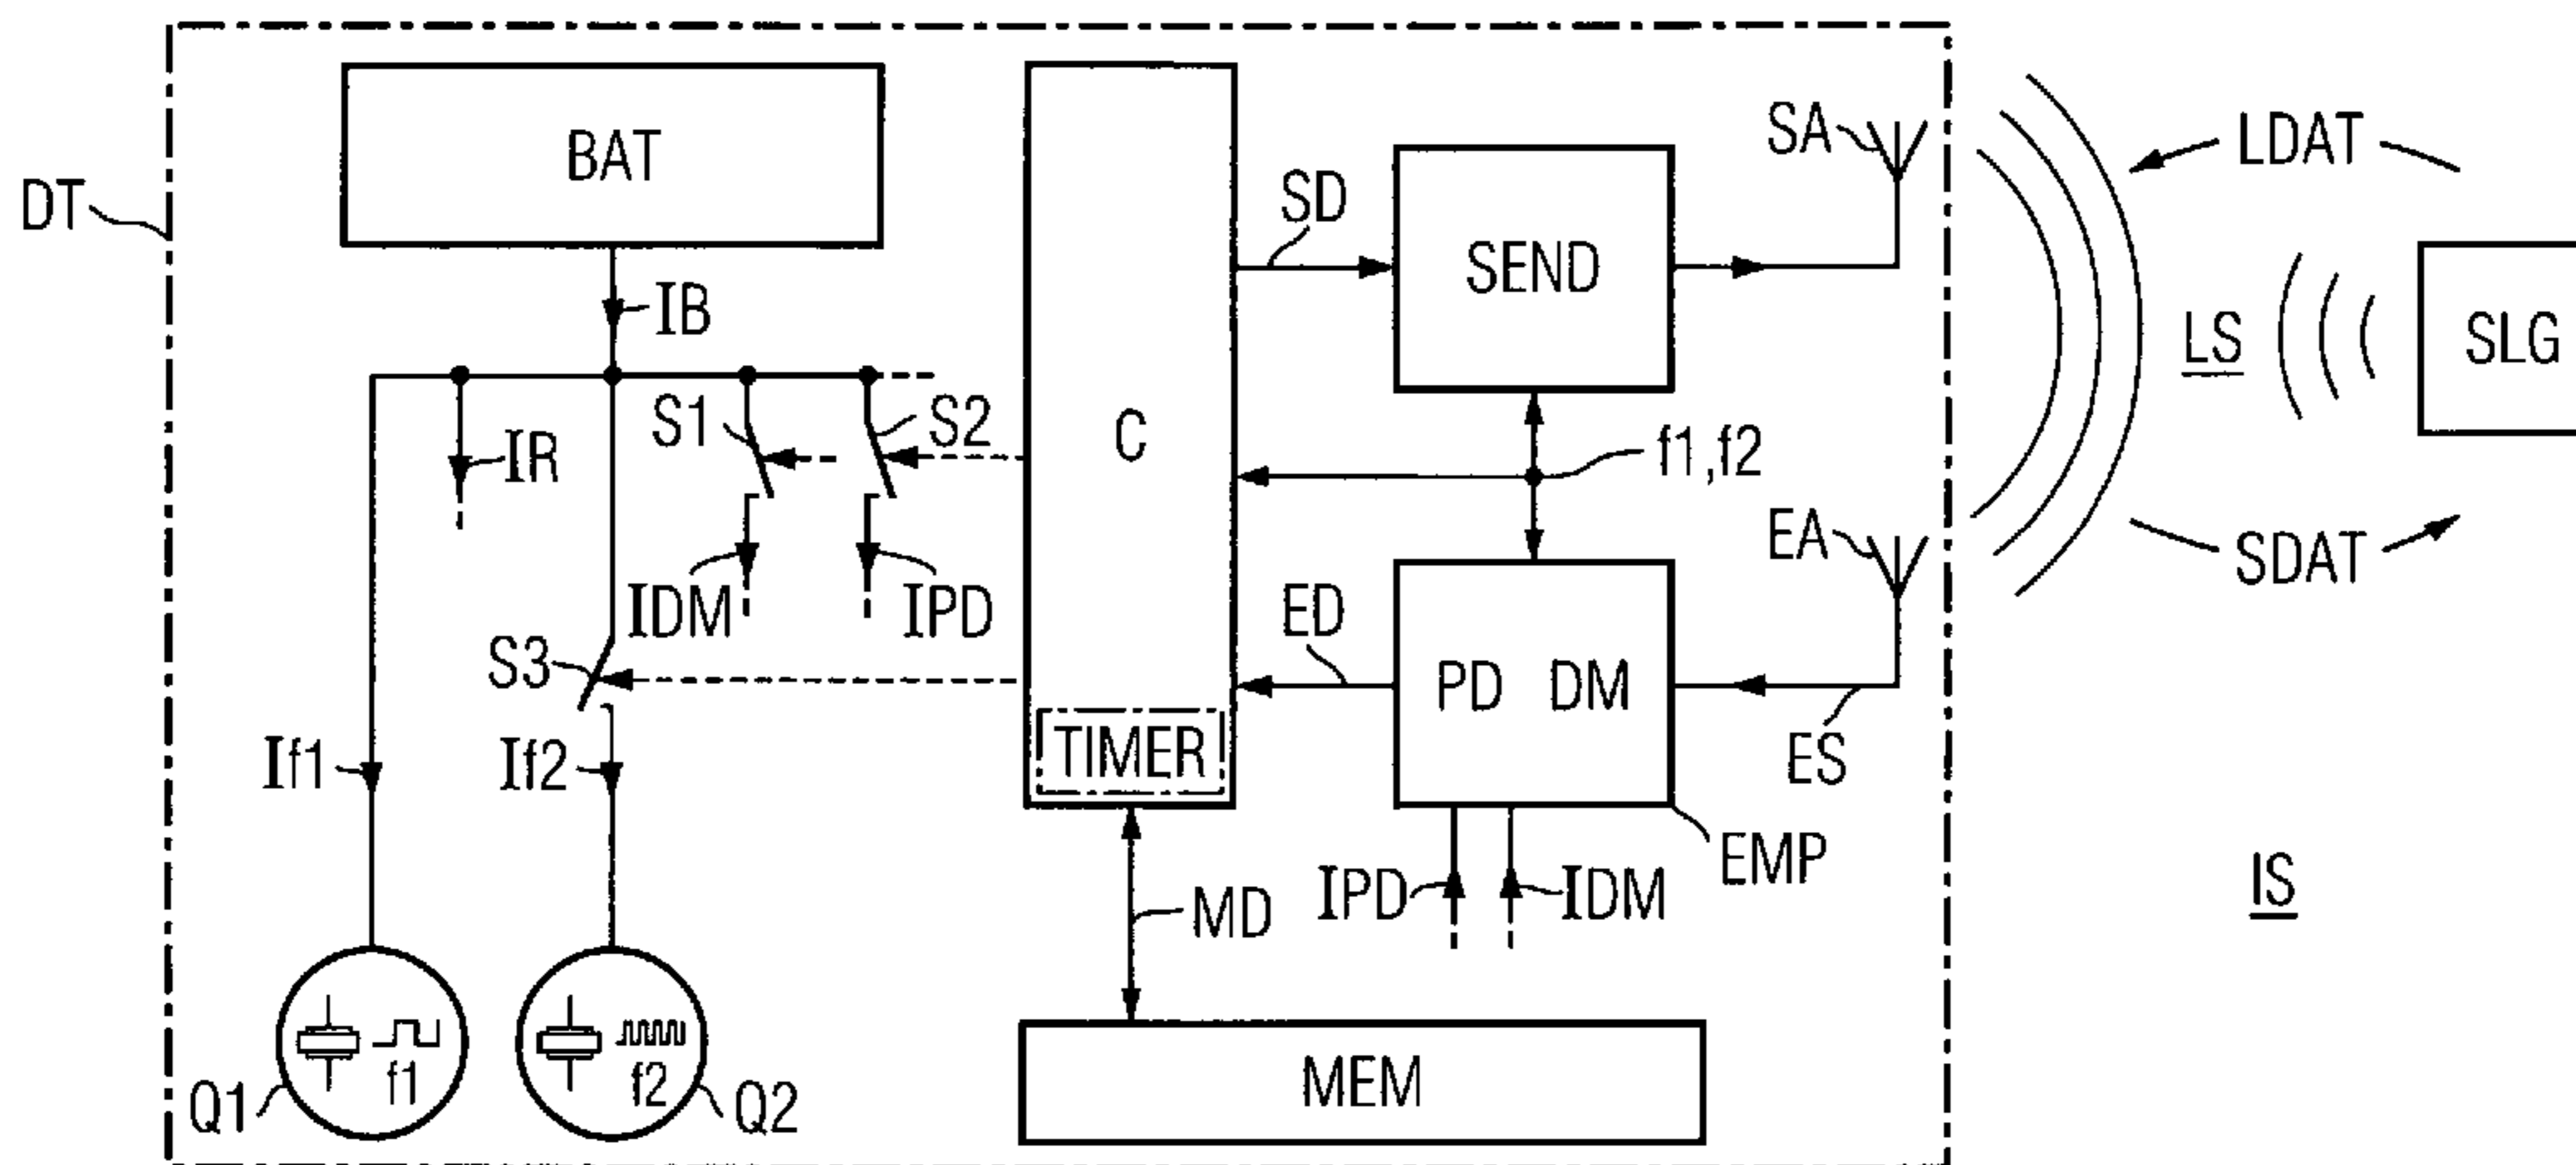 DT
BAT
IB
IR
S1
S2
IDM
IPD
S3
If1
If2
Q1
f1
f2
Q2
C
TIMER
SD
SEND
SA
f1,f2
EA
ED
PD DM
ES
EMP
IPD
IDM
MD
MEM
LDAT
LS
SLG
SDAT
IS